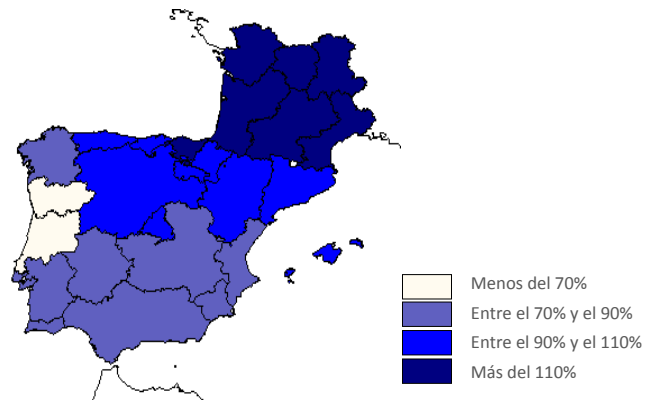 Menos del 70%
Entre el 70% y el 90%
Entre el 90% y el 110%
Más del 110%